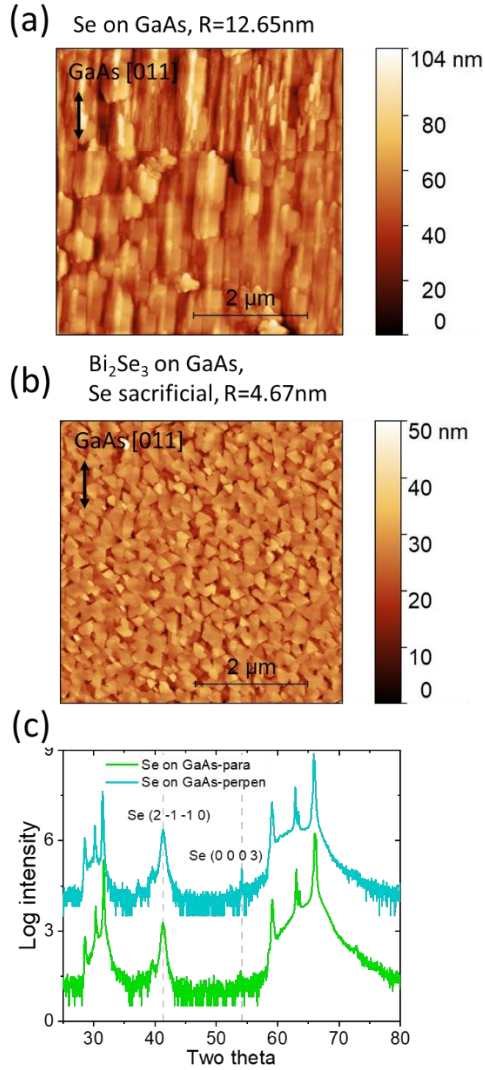 (a)
Se on GaAs, R=12.65nm
GaAs [011]
2 µm
104 nm
80
60
40
20
0
(b)
Bi₂Se₃ on GaAs,
Se sacrificial, R=4.67nm
GaAs [011]
2 µm
50 nm
40
30
20
10
0
(c)
9
6
3
0
Log intensity
Se on GaAs-para
Se on GaAs-perpen
Se (2 -1 -1 0)
Se (0 0 0 3)
30 40 50 60 70 80
Two theta